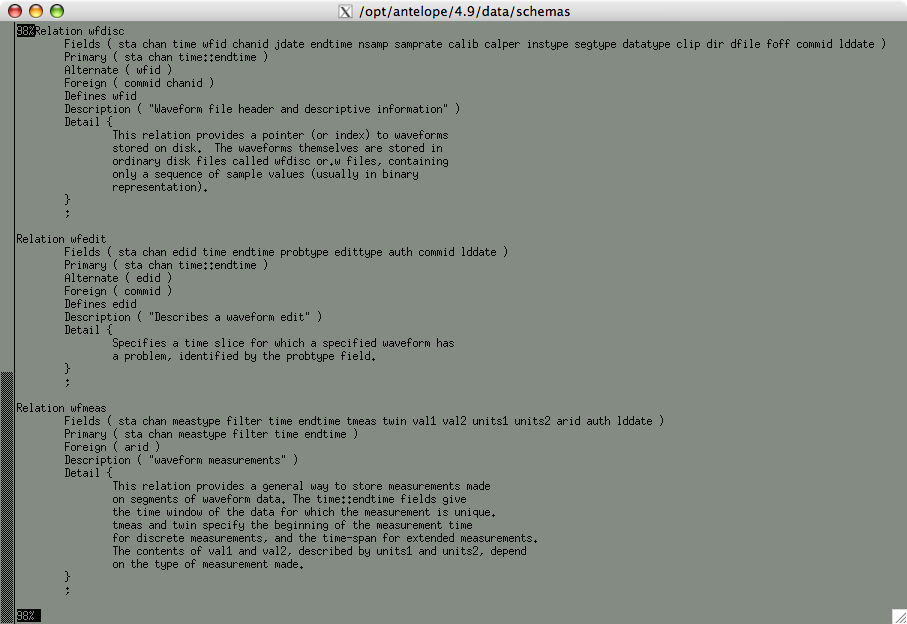 X /opt/antelope/4.9/data/schemas
98%Relation wfdisc
Fields ( sta chan time wfid chanid jdate endtime nsamp samprate calib calper instype segtype datatype clip dir dfile foff commid lddate )
Primary ( sta chan time::endtime )
Alternate ( wfid )
Foreign ( commid chanid )
Defines wfid
Description ( "Waveform file header and descriptive information" )
Detail {
This relation provides a pointer (or index) to waveforms
stored on disk.  The waveforms themselves are stored in
ordinary disk files called wfdisc or.w files, containing
only a sequence of sample values (usually in binary
representation).
}
;
Relation wfedit
Fields ( sta chan edid time endtime probtype edittype auth commid lddate )
Primary ( sta chan time::endtime )
Alternate ( edid )
Foreign ( commid )
Defines edid
Description ( "Describes a waveform edit" )
Detail {
Specifies a time slice for which a specified waveform has
a problem, identified by the probtype field.
}
;
Relation wfmeas
Fields ( sta chan meastype filter time endtime tmeas twin val1 val2 units1 units2 arid auth lddate )
Primary ( sta chan meastype filter time endtime )
Foreign ( arid )
Description ( "waveform measurements" )
Detail {
This relation provides a general way to store measurements made
on segments of waveform data. The time::endtime fields give
the time window of the data for which the measurement is unique.
tmeas and twin specify the beginning of the measurement time
for discrete measurements, and the time-span for extended measurements.
The contents of val1 and val2, described by units1 and units2, depend
on the type of measurement made.
}
;
98%